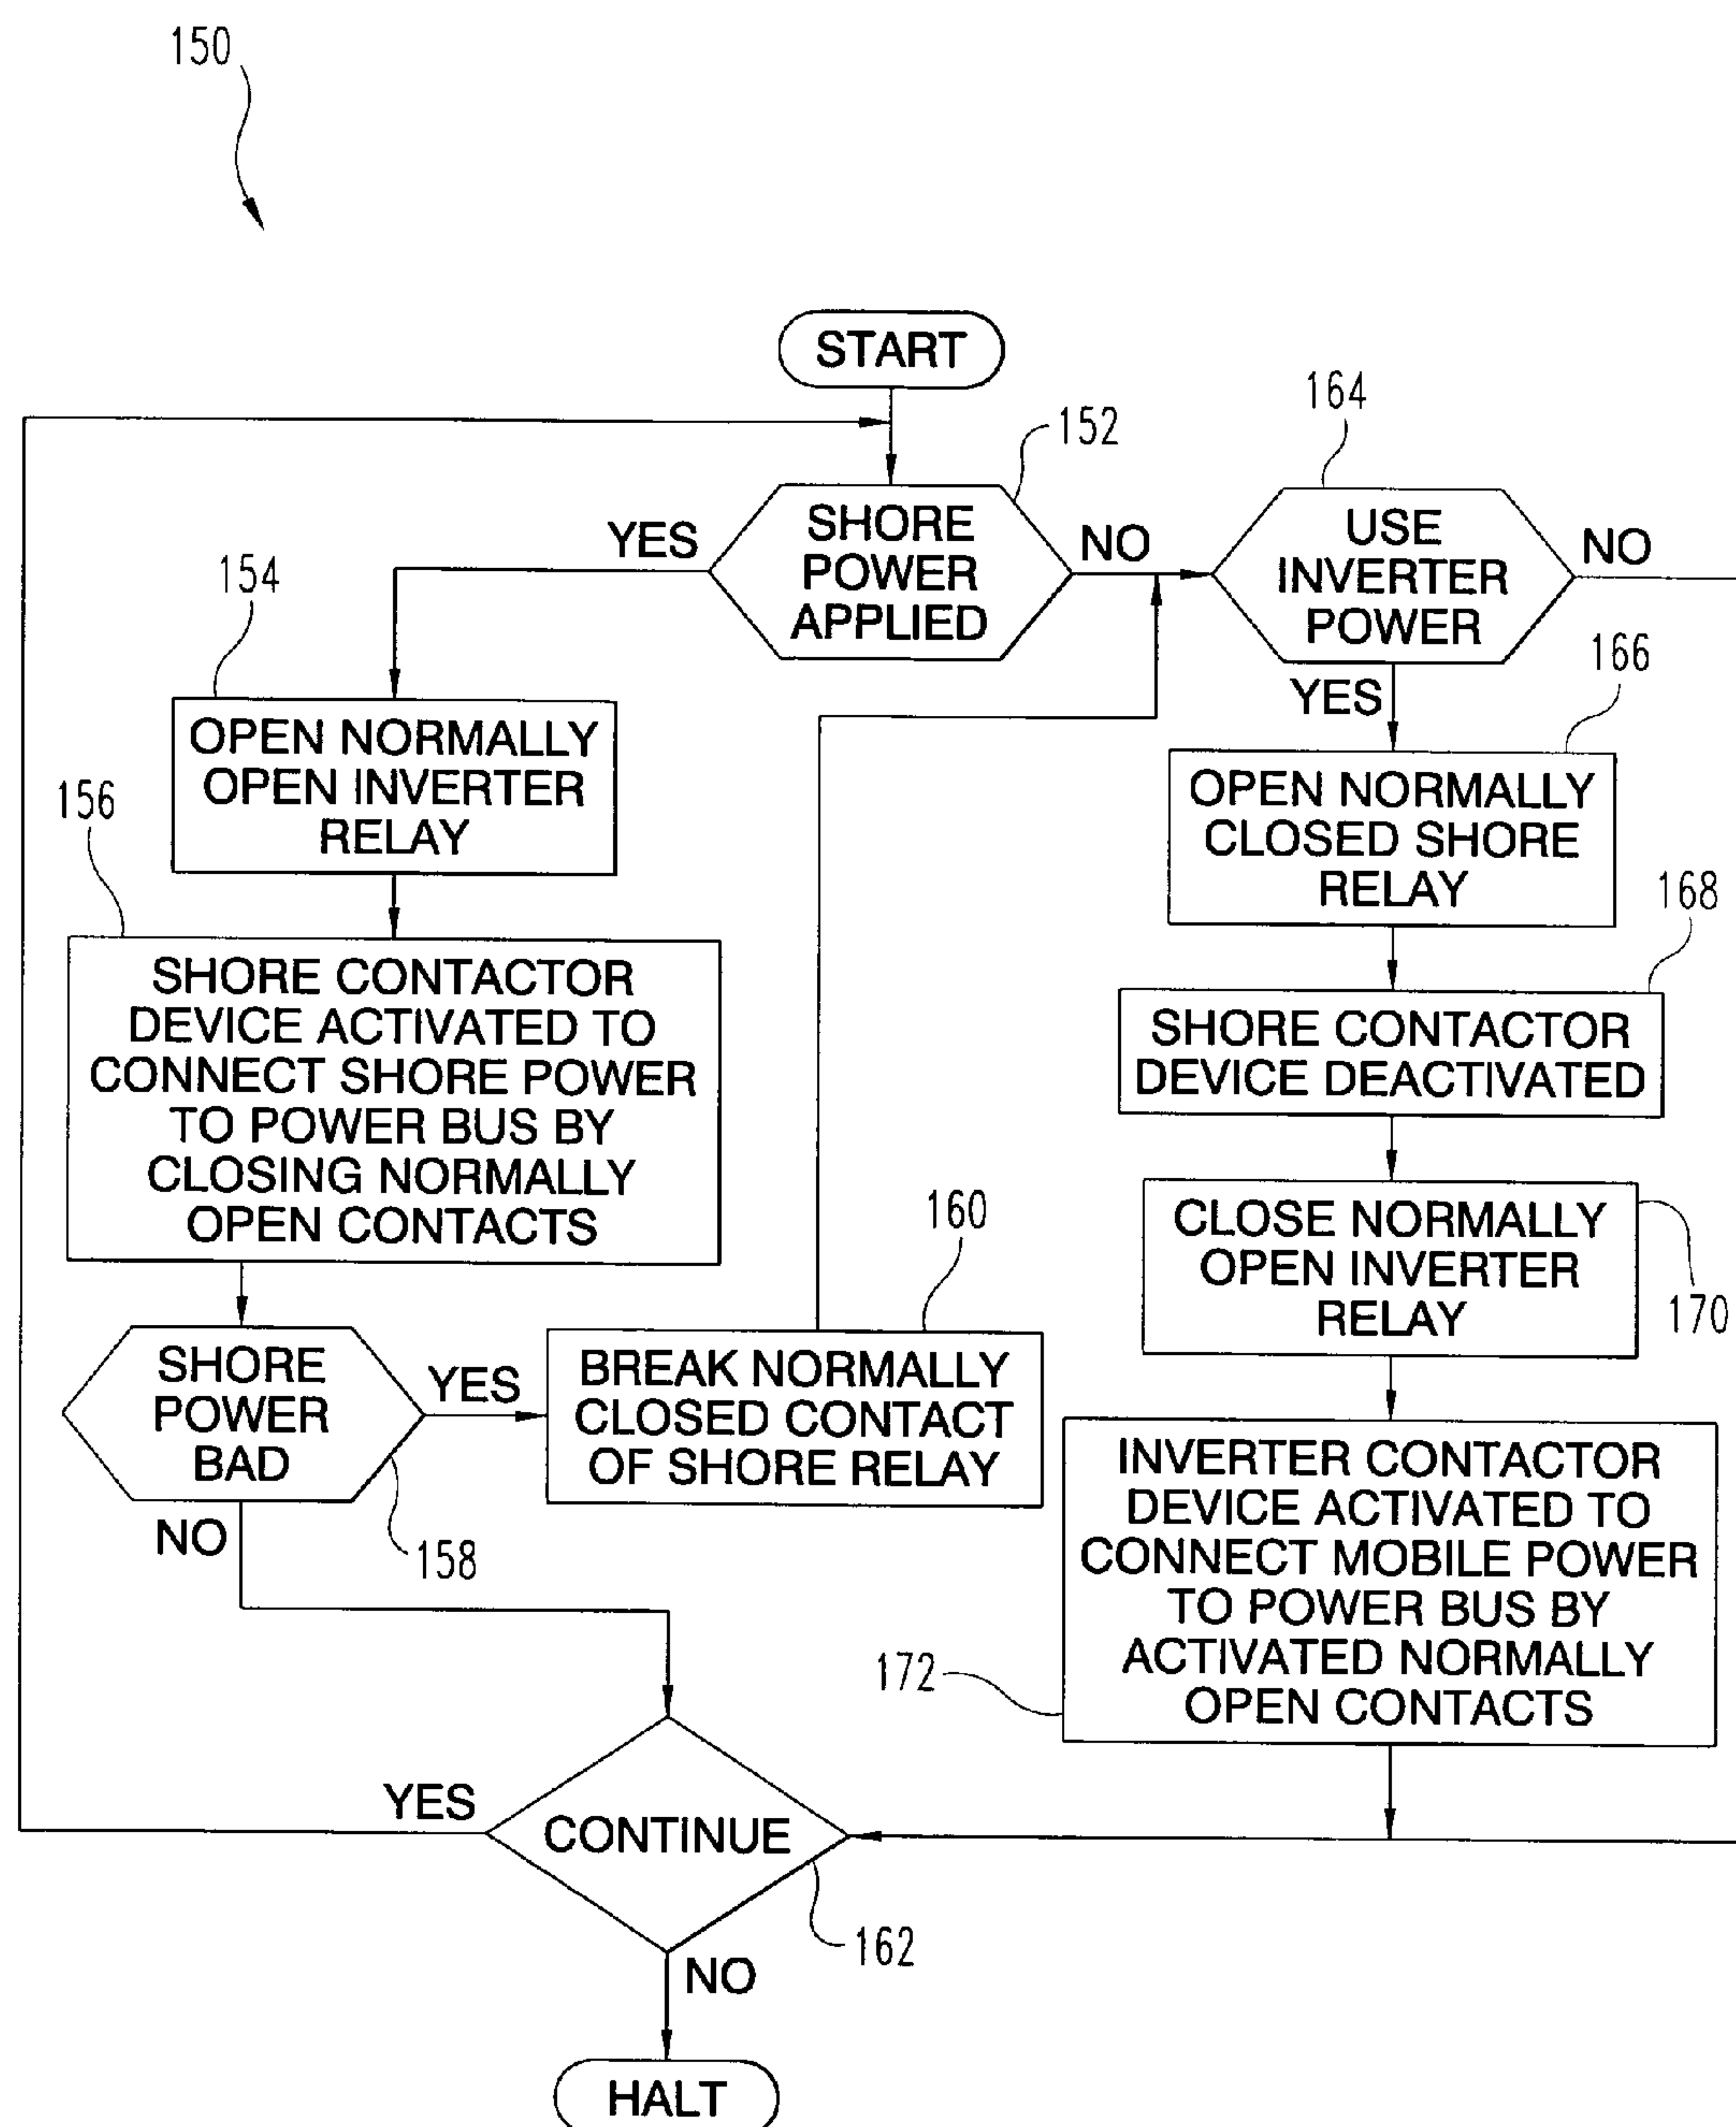 150
START
152
SHORE
POWER
APPLIED
YES
NO
164
USE
INVERTER
POWER
NO
YES
154
OPEN NORMALLY
OPEN INVERTER
RELAY
166
OPEN NORMALLY
CLOSED SHORE
RELAY
156
SHORE CONTACTOR
DEVICE ACTIVATED TO
CONNECT SHORE POWER
TO POWER BUS BY
CLOSING NORMALLY
OPEN CONTACTS
168
SHORE CONTACTOR
DEVICE DEACTIVATED
CLOSE NORMALLY
OPEN INVERTER
RELAY
170
SHORE
POWER
BAD
YES
NO
158
160
BREAK NORMALLY
CLOSED CONTACT
OF SHORE RELAY
INVERTER CONTACTOR
DEVICE ACTIVATED TO
CONNECT MOBILE POWER
TO POWER BUS BY
ACTIVATED NORMALLY
OPEN CONTACTS
172
YES
CONTINUE
162
NO
HALT